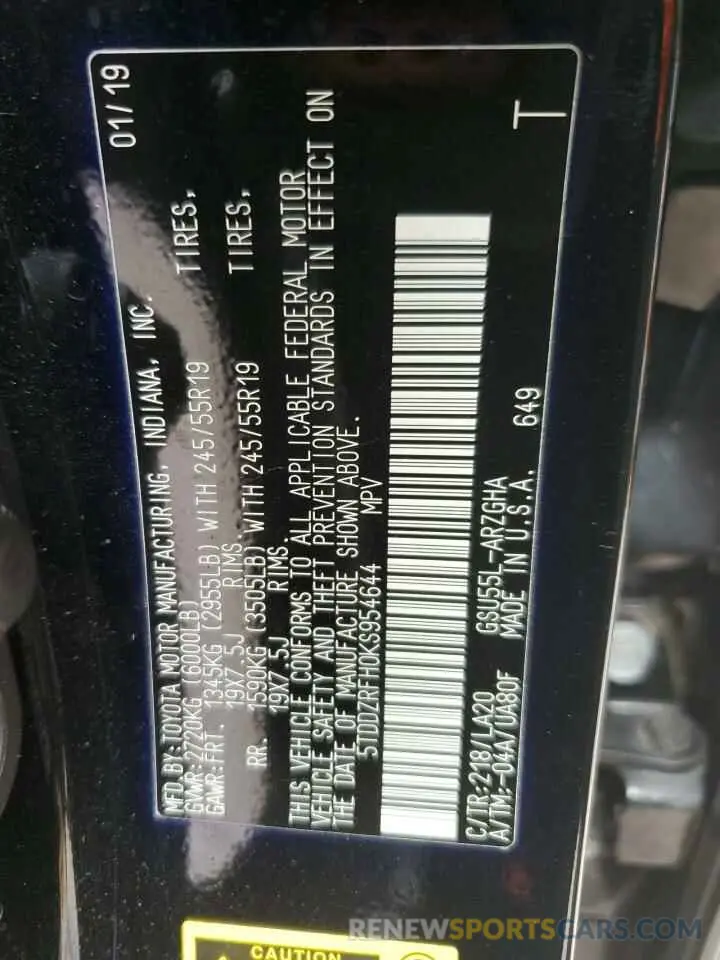 01/19
MFD BY:TOYOTA MOTOR MANUFACTURING, INDIANA, INC.
GVWR:2720KG (6000LB)
GAWR:FRT. 1345KG (2955LB) WITH 245/55R19 TIRES,
19X7.5J RIMS
RR. 1590KG (3505LB) WITH 245/55R19 TIRES,
19X7.5J RIMS.
THIS VEHICLE CONFORMS TO ALL APPLICABLE FEDERAL MOTOR
VEHICLE SAFETY AND THEFT PREVENTION STANDARDS IN EFFECT ON
THE DATE OF MANUFACTURE SHOWN ABOVE.
5TDDZRFH0KS954644 MPV
C/TR:218/LA20 GSU55L-ARZGHA
A/TM:-04A/UA80F MADE IN U.S.A. 649
T
CAUTION
RENEWSPORTSCARS.COM